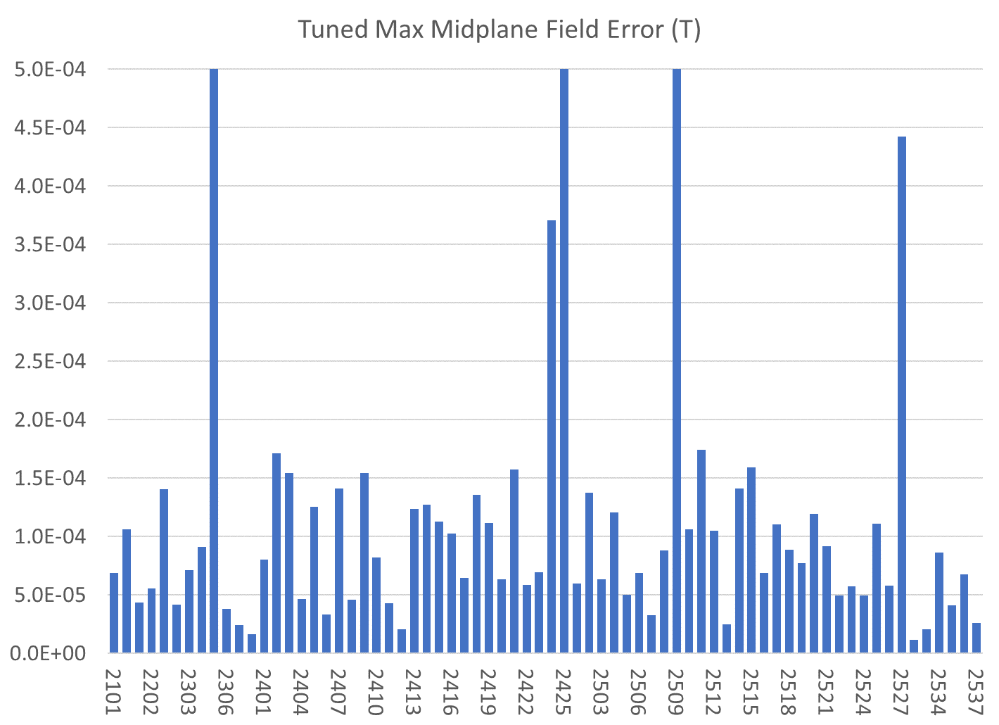 Tuned Max Midplane Field Error (T)
5.0E-04
4.5E-04
4.0E-04
3.5E-04
3.0E-04
2.5E-04
2.0E-04
1.5E-04
1.0E-04
5.0E-05
0.0E+00
2101
2202
2303
2306
2401
2404
2407
2410
2413
2416
2419
2422
2425
2503
2506
2509
2512
2515
2518
2521
2524
2527
2534
2537